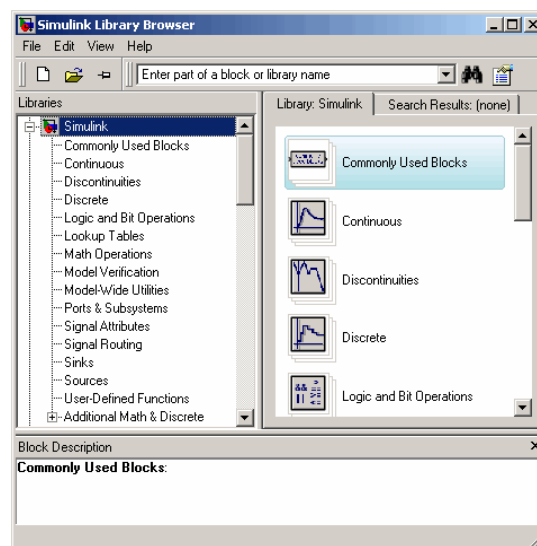 Simulink Library Browser
File Edit View Help
Enter part of a block or library name
Libraries
Simulink
Commonly Used Blocks
Continuous
Discontinuities
Discrete
Logic and Bit Operations
Lookup Tables
Math Operations
Model Verification
Model-Wide Utilities
Ports & Subsystems
Signal Attributes
Signal Routing
Sinks
Sources
User-Defined Functions
Additional Math & Discrete
Library: Simulink Search Results: (none)
Commonly Used Blocks
Continuous
Discontinuities
Discrete
Logic and Bit Operations
Block Description
Commonly Used Blocks: